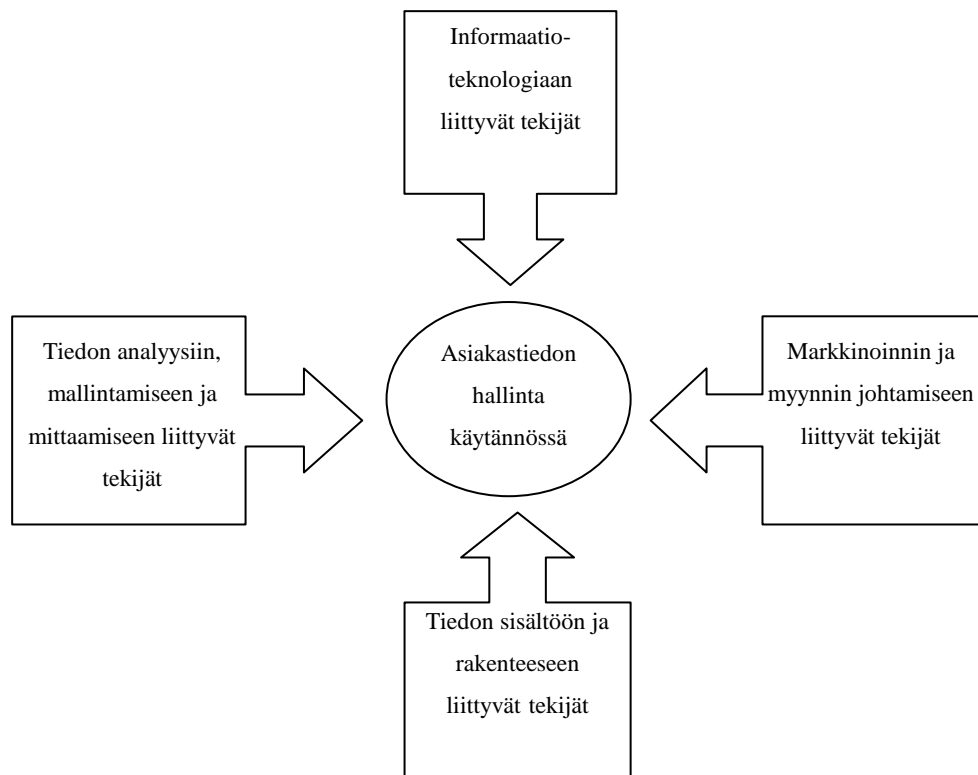 Informaatio-
teknologiaan
liittyvät tekijät
Tiedon analyysiin,
mallintamiseen ja
mittaamiseen liittyvät
tekijät
Asiakastiedon
hallinta
käytännössä
Markkinoinnin ja
myynnin johtamiseen
liittyvät tekijät
Tiedon sisältöön ja
rakenteeseen
liittyvät tekijät